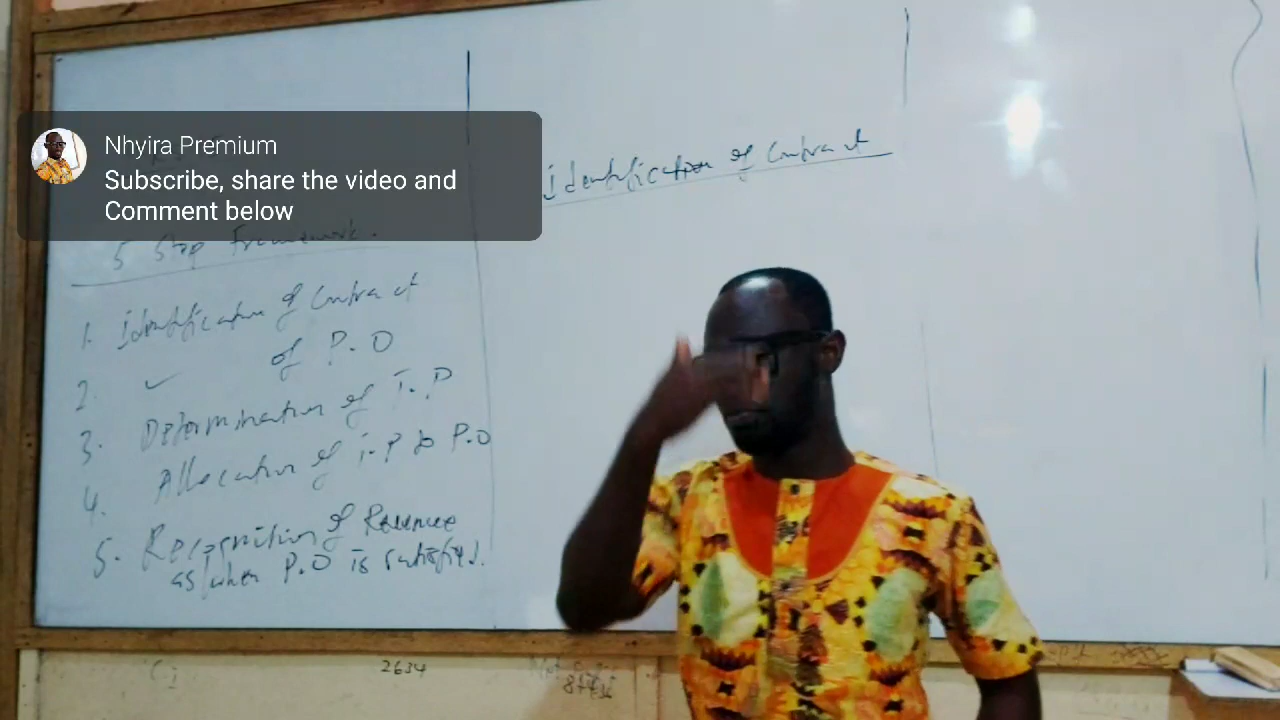 Nhyira Premium
Subscribe, share the video and
Comment below
5 Step Framework.
1. Identification of Contract
2. ✓ of P.O
3. Determination of T.P
4. Allocation of T.P to P.O
5. Recognition of Revenue
as/when P.O is satisfied.
Identification of Contract
2634